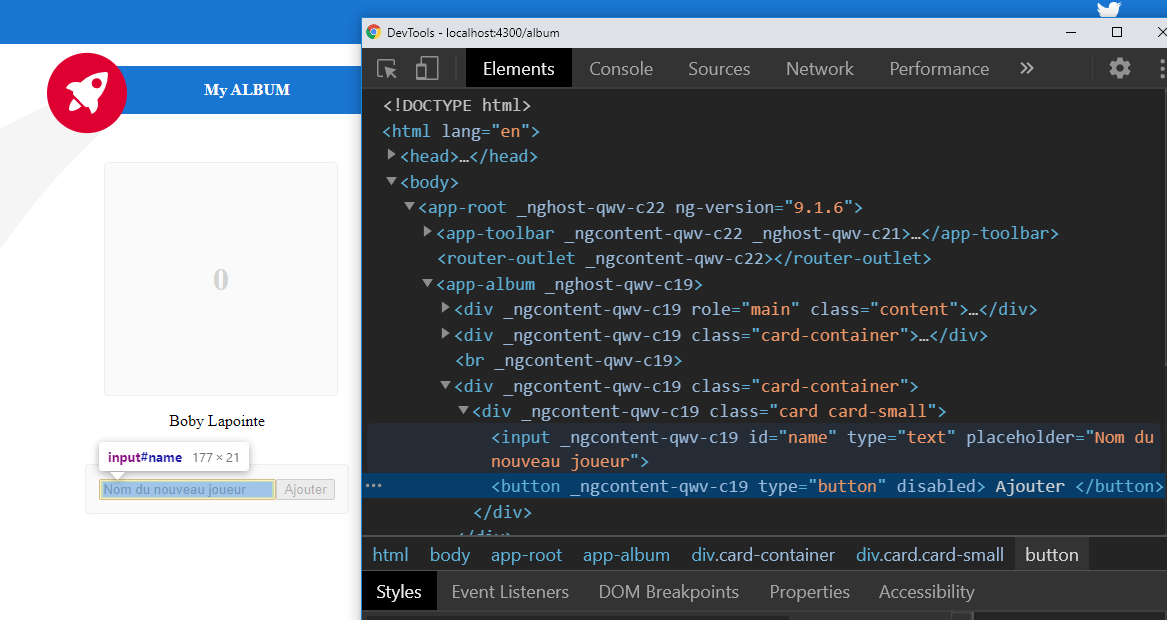 DevTools - localhost:4300/album
My ALBUM
0
Boby Lapointe
input#name 177 × 21
Nom du nouveau joueur Ajouter
Elements Console Sources Network Performance »
<!DOCTYPE html>
<html lang="en">
<head>…</head>
<body>
<app-root _nghost-qwv-c22 ng-version="9.1.6">
<app-toolbar _ngcontent-qwv-c22 _nghost-qwv-c21>…</app-toolbar>
<router-outlet _ngcontent-qwv-c22></router-outlet>
<app-album _nghost-qwv-c19>
<div _ngcontent-qwv-c19 role="main" class="content">…</div>
<div _ngcontent-qwv-c19 class="card-container">…</div>
<br _ngcontent-qwv-c19>
<div _ngcontent-qwv-c19 class="card-container">
<div _ngcontent-qwv-c19 class="card card-small">
<input _ngcontent-qwv-c19 id="name" type="text" placeholder="Nom du
nouveau joueur">
<button _ngcontent-qwv-c19 type="button" disabled> Ajouter </button>
</div>
</div>
html body app-root app-album div.card-container div.card.card-small button
Styles Event Listeners DOM Breakpoints Properties Accessibility